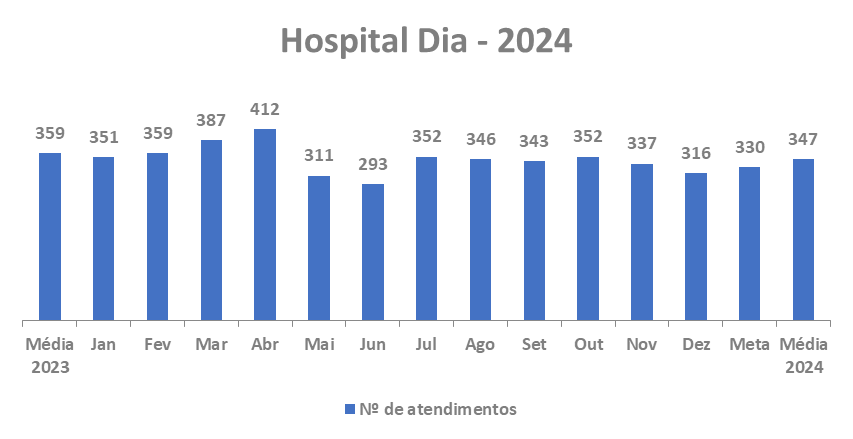 Hospital Dia - 2024
359
351
359
387
412
311
293
352
346
343
352
337
316
330
347
Média 2023
Jan
Fev
Mar
Abr
Mai
Jun
Jul
Ago
Set
Out
Nov
Dez
Meta
Média 2024
Nº de atendimentos